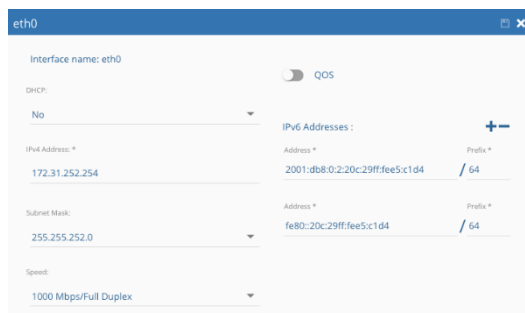 eth0
Interface name: eth0
DHCP:
No
IPv4 Address: *
172.31.252.254
Subnet Mask:
255.255.252.0
Speed:
1000 Mbps/Full Duplex
QOS
IPv6 Addresses :
Address *
Prefix *
2001:db8:0:2:20c:29ff:fee5:c1d4
/ 64
Address *
Prefix *
fe80::20c:29ff:fee5:c1d4
/ 64